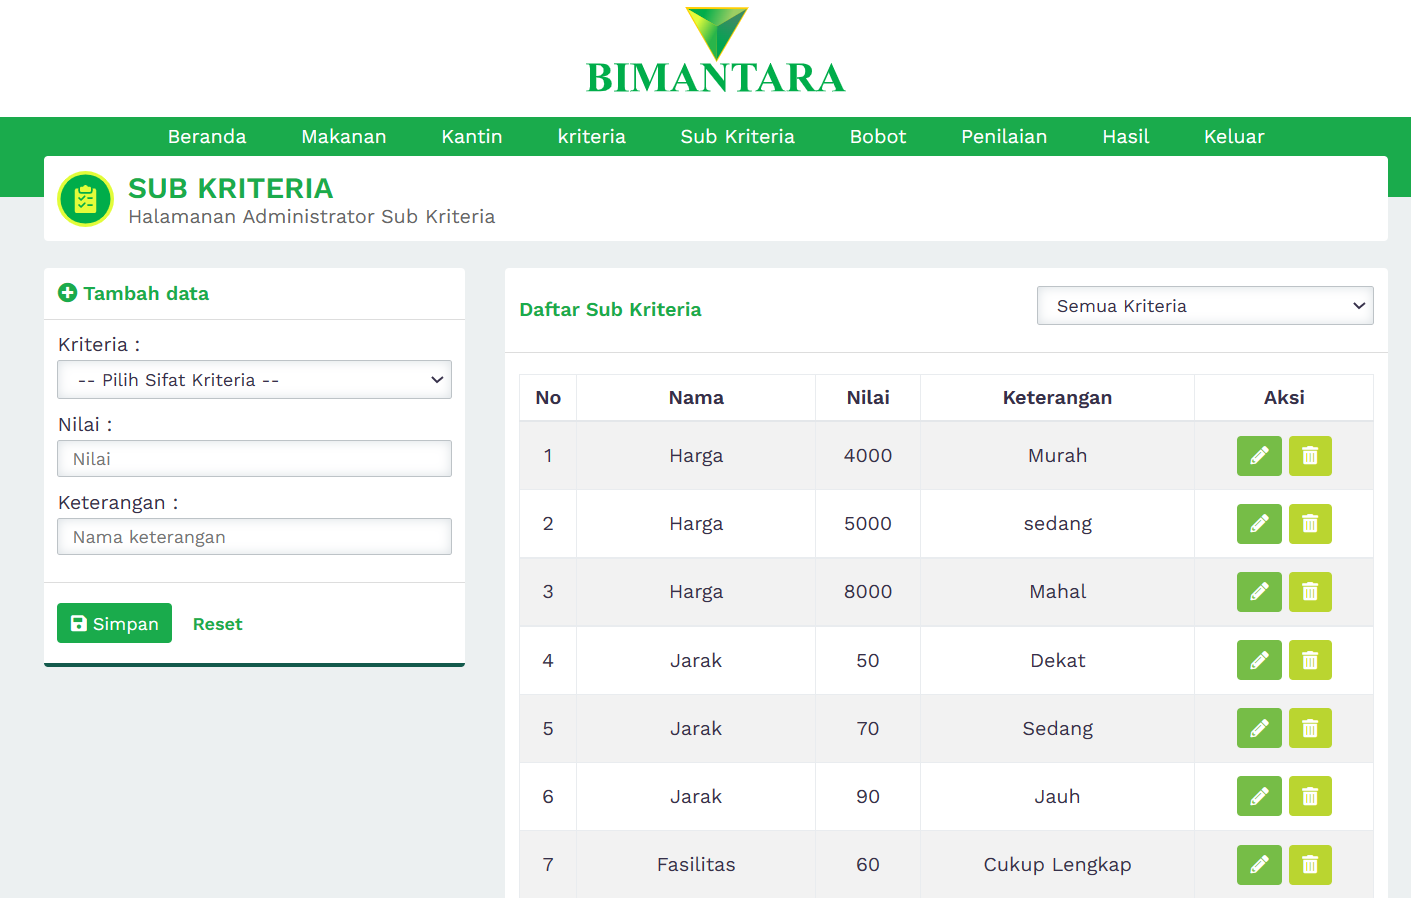 BIMANTARA
Beranda Makanan Kantin kriteria Sub Kriteria Bobot Penilaian Hasil Keluar
SUB KRITERIA
Halamanan Administrator Sub Kriteria
Tambah data
Kriteria :
-- Pilih Sifat Kriteria --
Nilai :
Nilai
Keterangan :
Nama keterangan
Simpan Reset
Daftar Sub Kriteria Semua Kriteria
No Nama Nilai Keterangan Aksi
1 Harga 4000 Murah
2 Harga 5000 sedang
3 Harga 8000 Mahal
4 Jarak 50 Dekat
5 Jarak 70 Sedang
6 Jarak 90 Jauh
7 Fasilitas 60 Cukup Lengkap